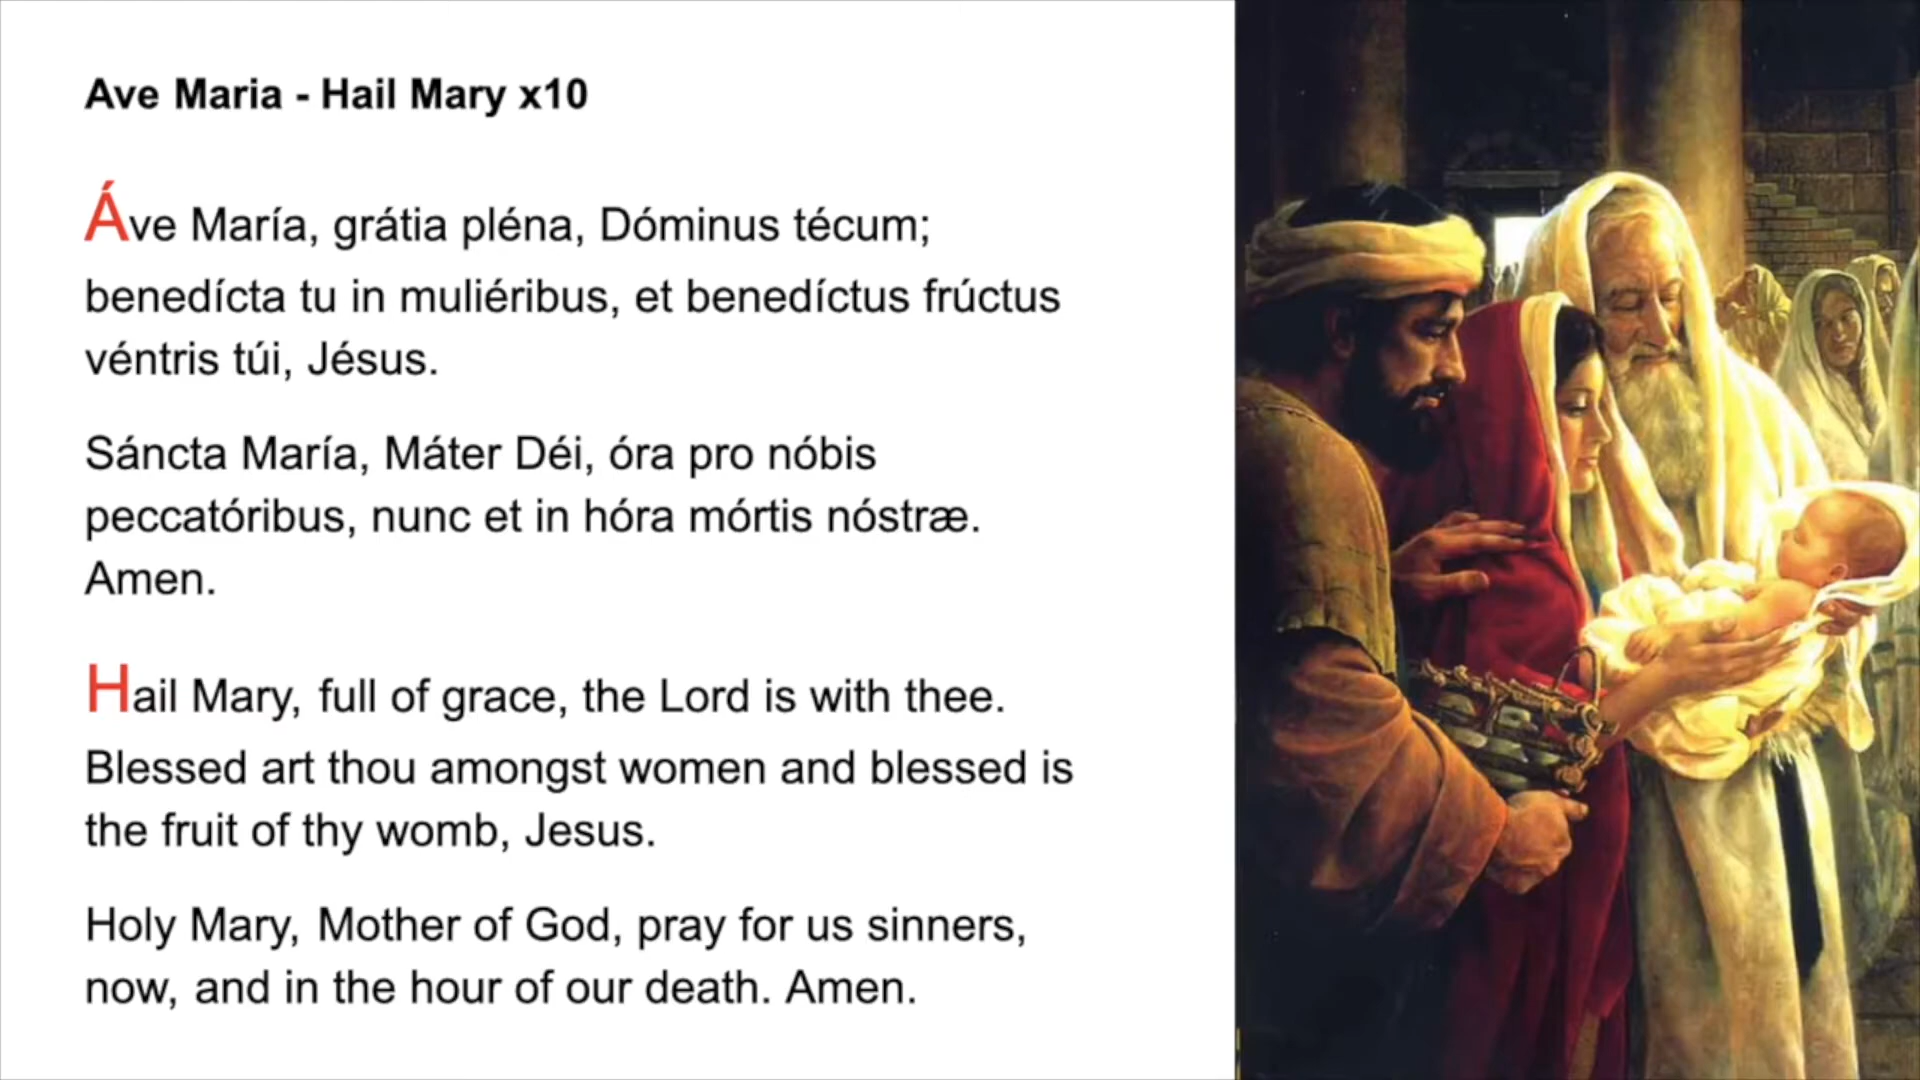 Ave Maria - Hail Mary x10
Áve María, grátia pléna, Dóminus técum;
benedícta tu in muliéribus, et benedíctus frúctus
véntris túi, Jésus.
Sáncta María, Máter Déi, óra pro nóbis
peccatóribus, nunc et in hóra mórtis nóstræ.
Amen.
Hail Mary, full of grace, the Lord is with thee.
Blessed art thou amongst women and blessed is
the fruit of thy womb, Jesus.
Holy Mary, Mother of God, pray for us sinners,
now, and in the hour of our death. Amen.